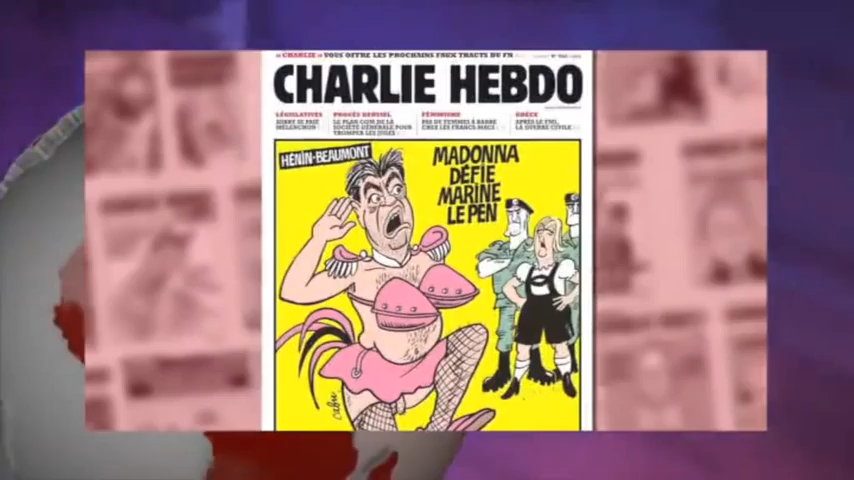 « CHARLIE » VOUS OFFRE LES PROCHAINS FAUX TRACTS DU FN
CHARLIE HEBDO
LÉGISLATIVES
PROCÈS KERVIEL
FÉMINISME
GRÈCE
LE PLAN COM DE LA
SOCIÉTÉ GÉNÉRALE POUR
TROMPER LES JUGES
PAS DE FEMMES À BARBE
CHEZ LES FRANCS-MACS
APRÈS LE FMI,
LA GUERRE CIVILE
MÉLENCHON
HÉNIN-BEAUMONT
MADONNA
DÉFIE
MARINE
LE PEN
cabu